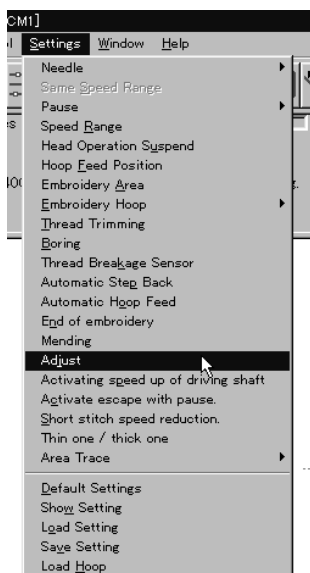 CM1]
Settings Window Help
Needle
Same Speed Range
Pause
Speed Range
Head Operation Suspend
Hoop Feed Position
Embroidery Area
Embroidery Hoop
Thread Trimming
Boring
Thread Breakage Sensor
Automatic Step Back
Automatic Hoop Feed
End of embroidery
Mending
Adjust
Activating speed up of driving shaft
Activate escape with pause.
Short stitch speed reduction.
Thin one / thick one
Area Trace
Default Settings
Show Setting
Load Setting
Save Setting
Load Hoop